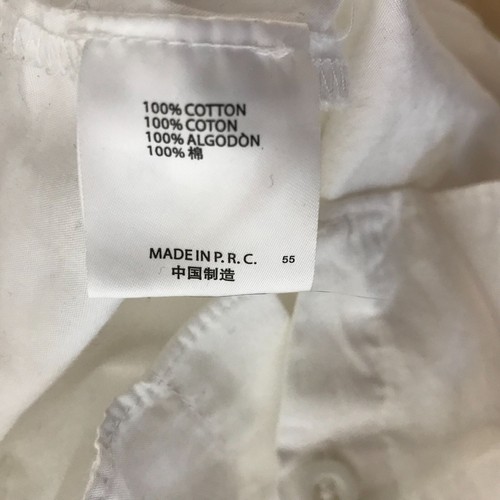 100% COTTON
100% COTON
100% ALGODÒN
100% 棉
MADE IN P. R. C. 55
中国制造